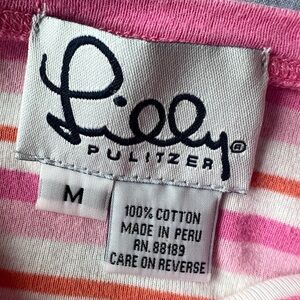 Lilly®
PULITZER
M
100% COTTON
MADE IN PERU
RN. 88189
CARE ON REVERSE